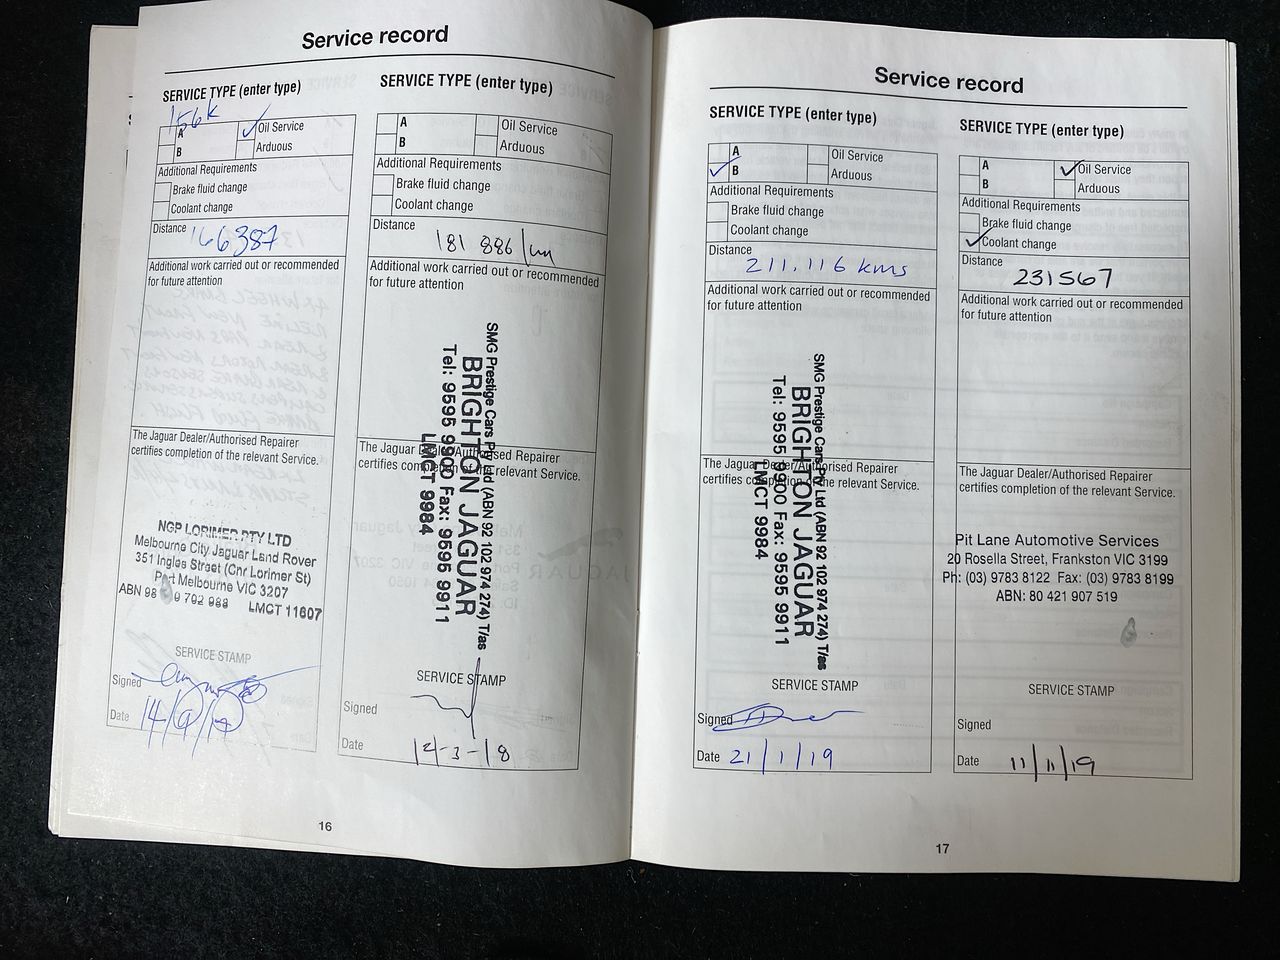 Service record
SERVICE TYPE (enter type)
156k
A
Oil Service
B
Arduous
Additional Requirements
Brake fluid change
Coolant change
Distance
166387
Additional work carried out or recommended
for future attention
The Jaguar Dealer/Authorised Repairer
certifies completion of the relevant Service.
NGP LORIMER PTY LTD
Melbourne City Jaguar Land Rover
351 Ingles Street (Cnr Lorimer St)
Port Melbourne VIC 3207
ABN 98 9 702 988 LMCT 11607
SERVICE STAMP
Signed
Date
SERVICE TYPE (enter type)
A
Oil Service
B
Arduous
Additional Requirements
Brake fluid change
Coolant change
Distance
181 886 km
Additional work carried out or recommended
for future attention
The Jaguar Dealer/Authorised Repairer
certifies completion of the relevant Service.
SMG Prestige Cars Pty Ltd (ABN 92 102 974 274) T/as
BRIGHTON JAGUAR
Tel: 9595 9900 Fax: 9595 9911
LMCT 9984
SERVICE STAMP
Signed
Date 12-3-18
16
Service record
SERVICE TYPE (enter type)
A
Oil Service
B
Arduous
Additional Requirements
Brake fluid change
Coolant change
Distance
211.116 kms
Additional work carried out or recommended
for future attention
The Jaguar Dealer/Authorised Repairer
certifies completion of the relevant Service.
SMG Prestige Cars Pty Ltd (ABN 92 102 974 274) T/as
BRIGHTON JAGUAR
Tel: 9595 9900 Fax: 9595 9911
LMCT 9984
SERVICE STAMP
Signed
Date 21/1/19
SERVICE TYPE (enter type)
A
Oil Service
B
Arduous
Additional Requirements
Brake fluid change
Coolant change
Distance
231567
Additional work carried out or recommended
for future attention
The Jaguar Dealer/Authorised Repairer
certifies completion of the relevant Service.
Pit Lane Automotive Services
20 Rosella Street, Frankston VIC 3199
Ph: (03) 9783 8122 Fax: (03) 9783 8199
ABN: 80 421 907 519
SERVICE STAMP
Signed
Date 11/11/19
17